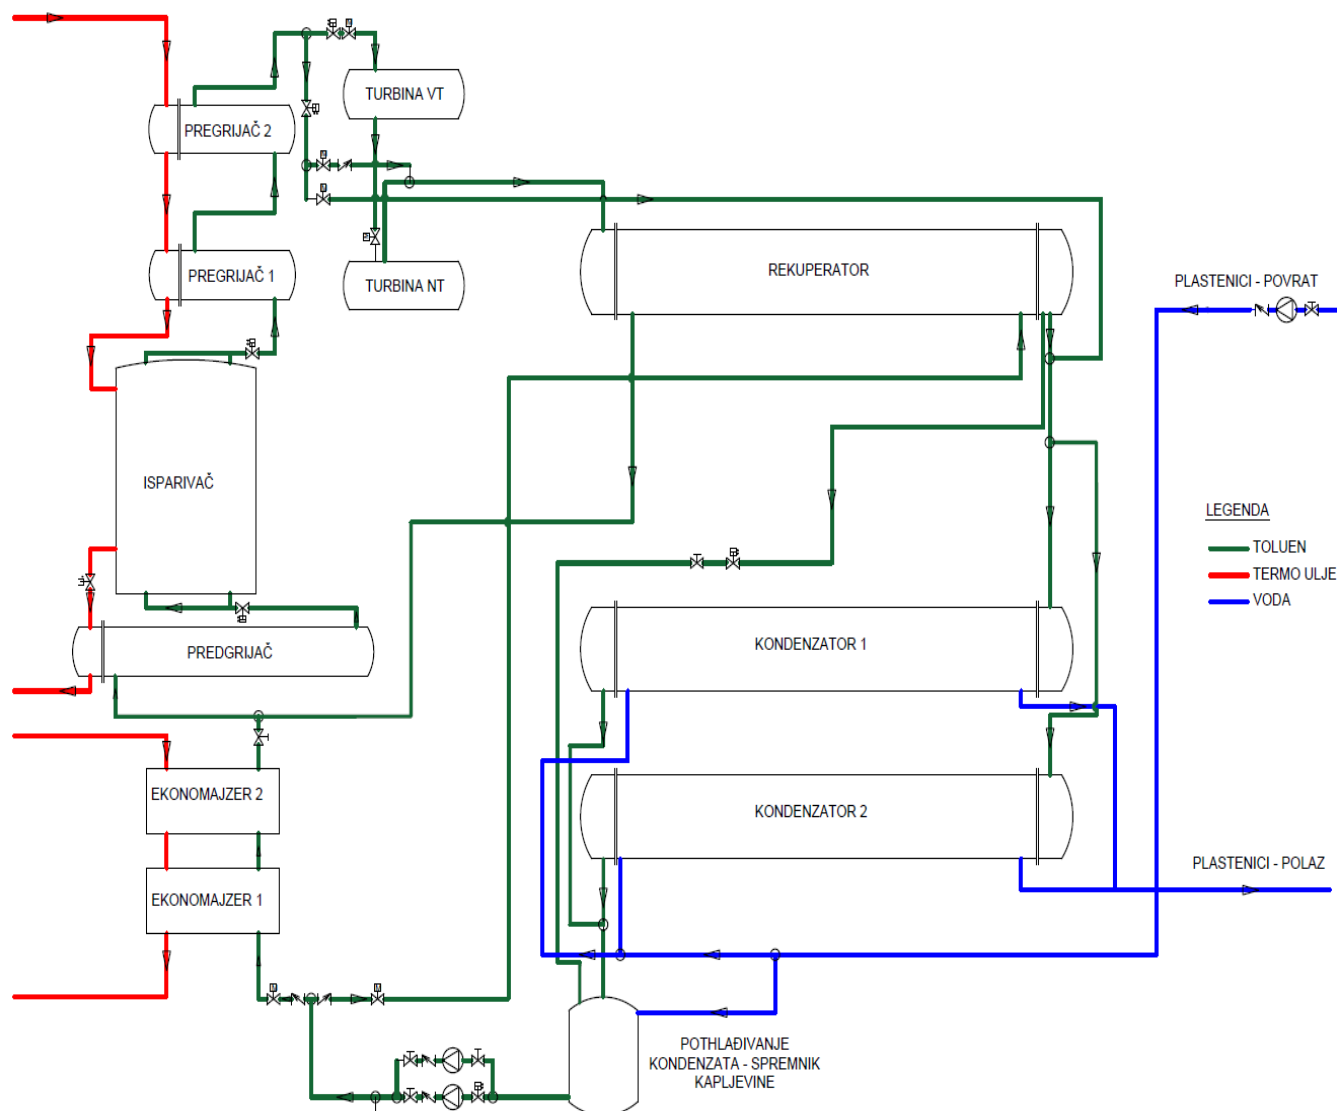 PREGRIJAČ 2
TURBINA VT
PREGRIJAČ 1
TURBINA NT
REKUPERATOR
PLASTENICI - POVRAT
ISPARIVAČ
LEGENDA
TOLUEN
TERMO ULJE
VODA
PREDGRIJAČ
KONDENZATOR 1
EKONOMAJZER 2
KONDENZATOR 2
EKONOMAJZER 1
PLASTENICI - POLAZ
POTHLAĐIVANJE
KONDENZATA - SPREMNIK
KAPLJEVINE